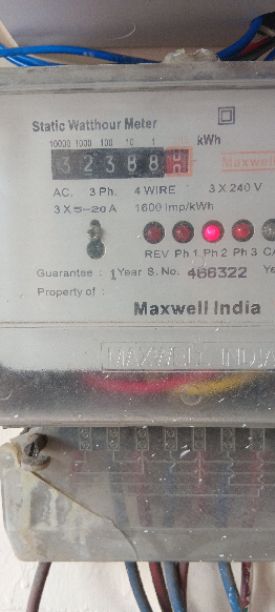 Static Watthour Meter
10000 1000 100 10 1 kWh
3 2 3 8 8
Maxwell
AC. 3 Ph. 4 WIRE 3 X 240 V
3 X 5-20 A 1600 Imp/kWh
REV Ph 1 Ph 2 Ph 3
Guarantee : 1 Year S. No. 466322
Property of :
Maxwell India
MAXWELL INDIA